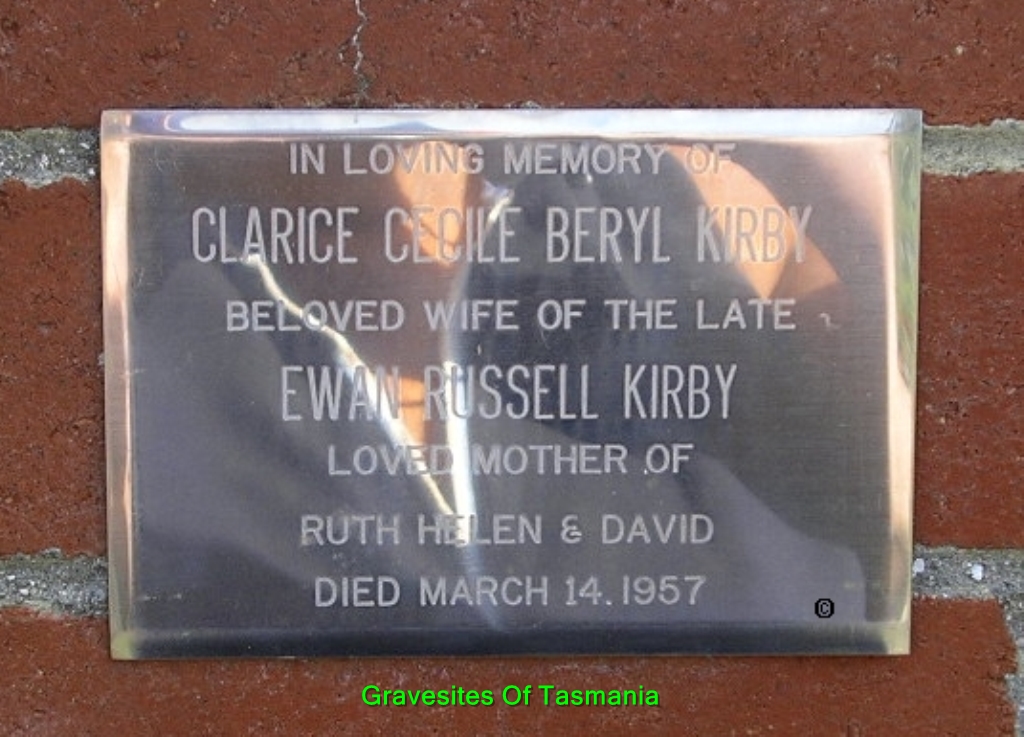 IN LOVING MEMORY OF
CLARICE CECILE BERYL KIRBY
BELOVED WIFE OF THE LATE
EWAN RUSSELL KIRBY
LOVED MOTHER OF
RUTH HELEN & DAVID
DIED MARCH 14.1957
©
Gravesites Of Tasmania